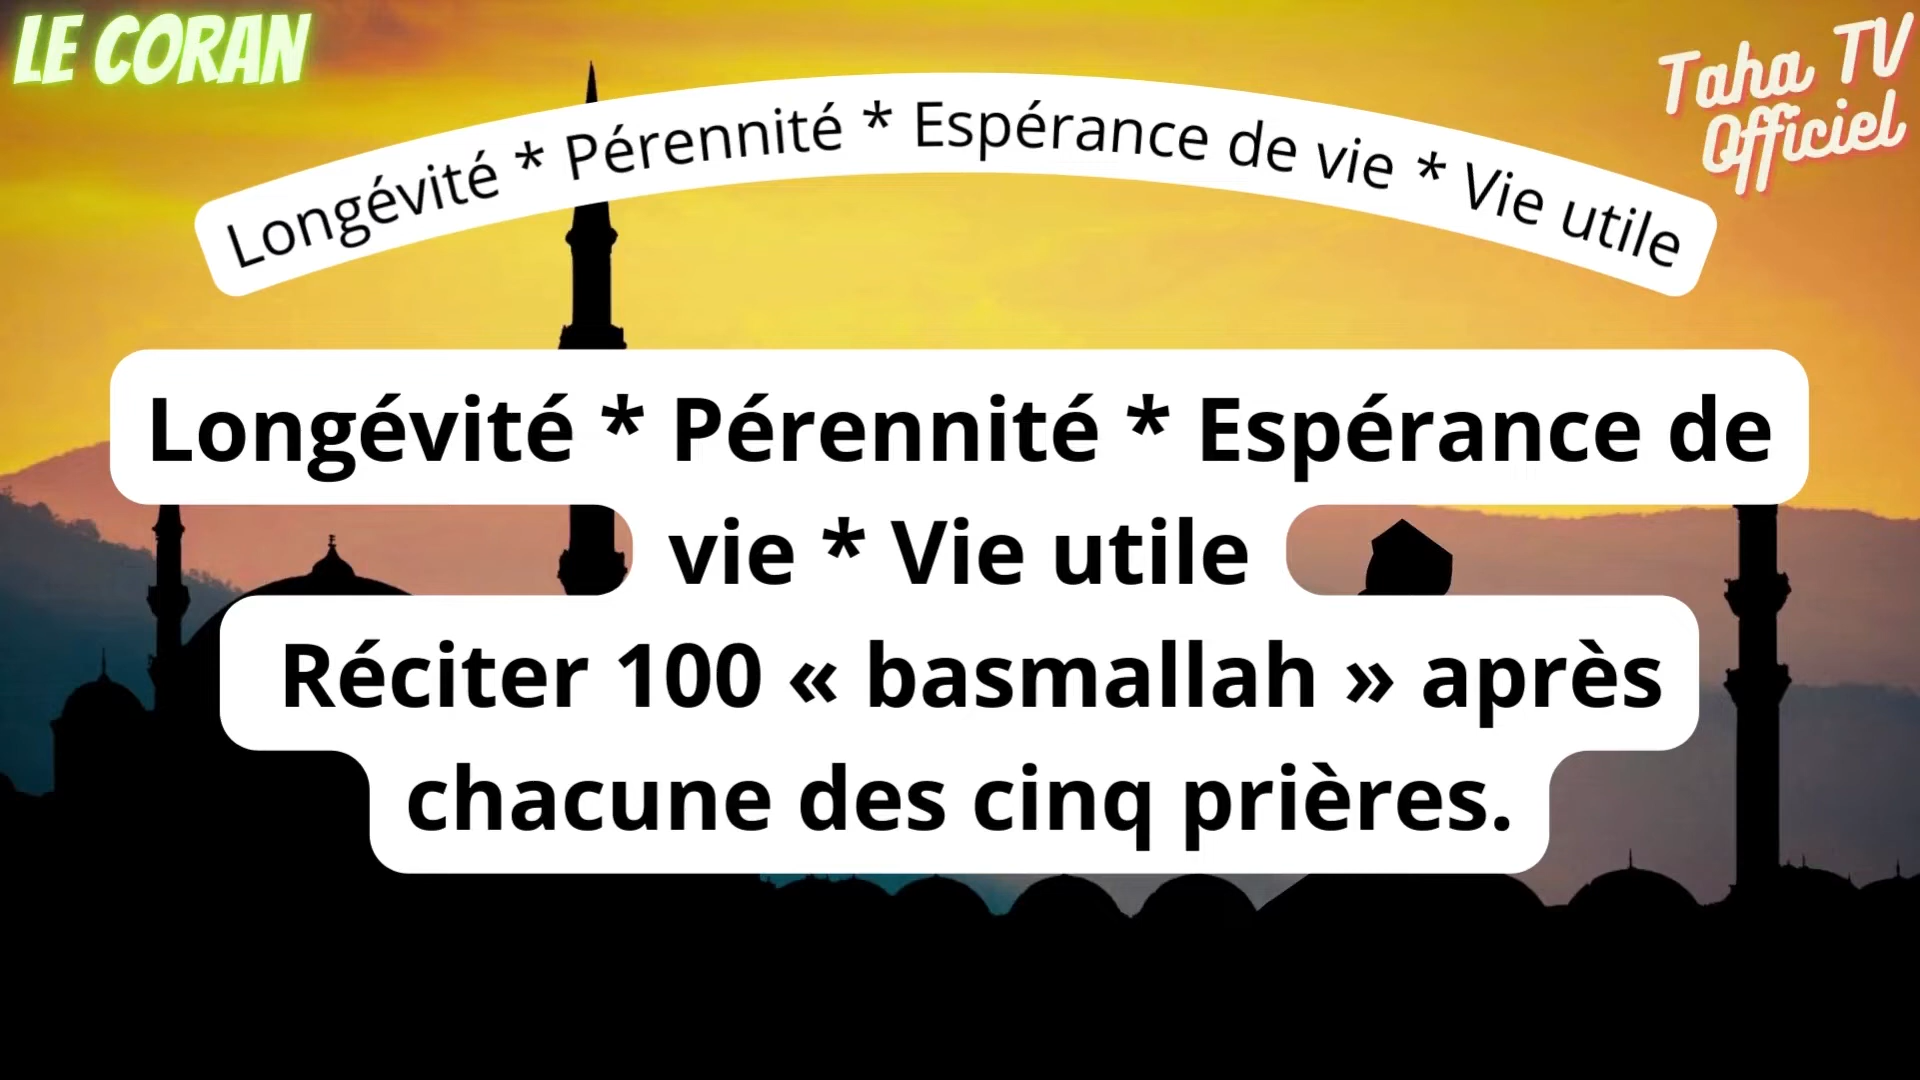 LE CORAN
Taha TV
Officiel
Longévité * Pérennité * Espérance de vie * Vie utile
Longévité * Pérennité * Espérance de
vie * Vie utile
Réciter 100 « basmallah » après
chacune des cinq prières.